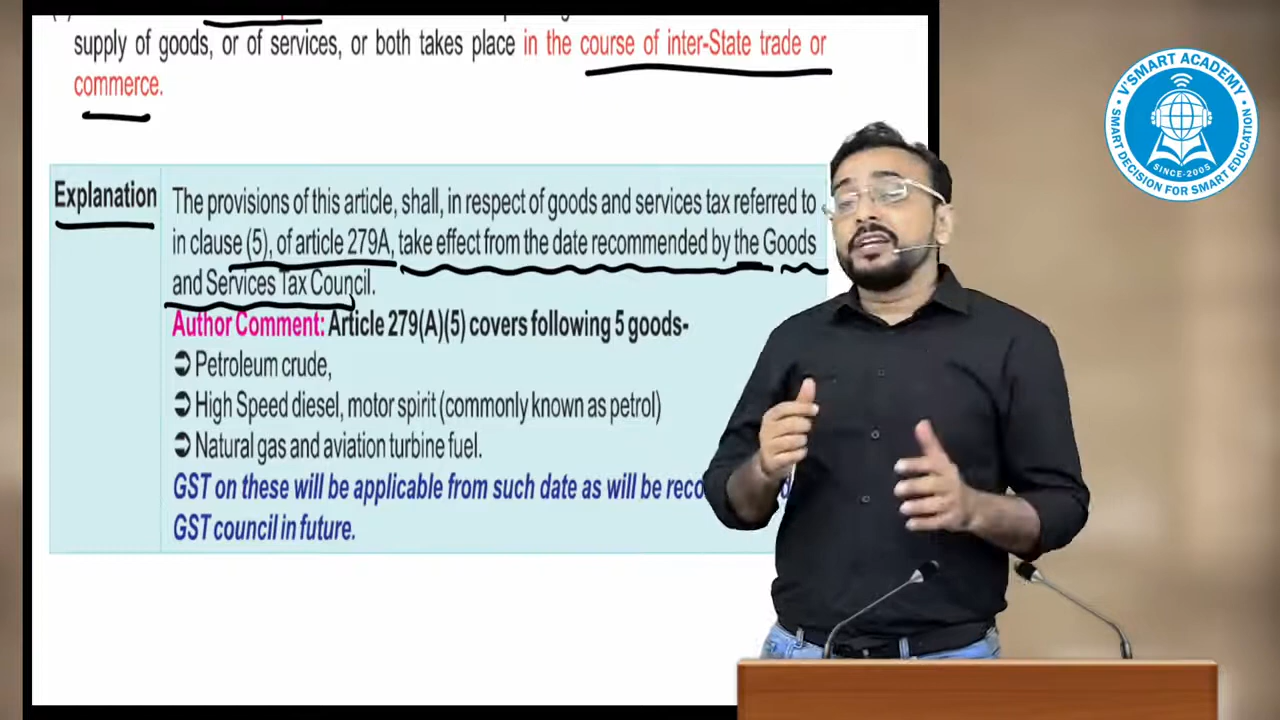 supply of goods, or of services, or both takes place in the course of inter-State trade or
commerce.
Explanation
The provisions of this article, shall, in respect of goods and services tax referred to
in clause (5), of article 279A, take effect from the date recommended by the Goods
and Services Tax Council.
Author Comment: Article 279(A)(5) covers following 5 goods-
➲ Petroleum crude,
➲ High Speed diesel, motor spirit (commonly known as petrol)
➲ Natural gas and aviation turbine fuel.
GST on these will be applicable from such date as will be
GST council in future.
V'SMART ACADEMY
SINCE-2005
SMART DECISION FOR SMART EDUCATION